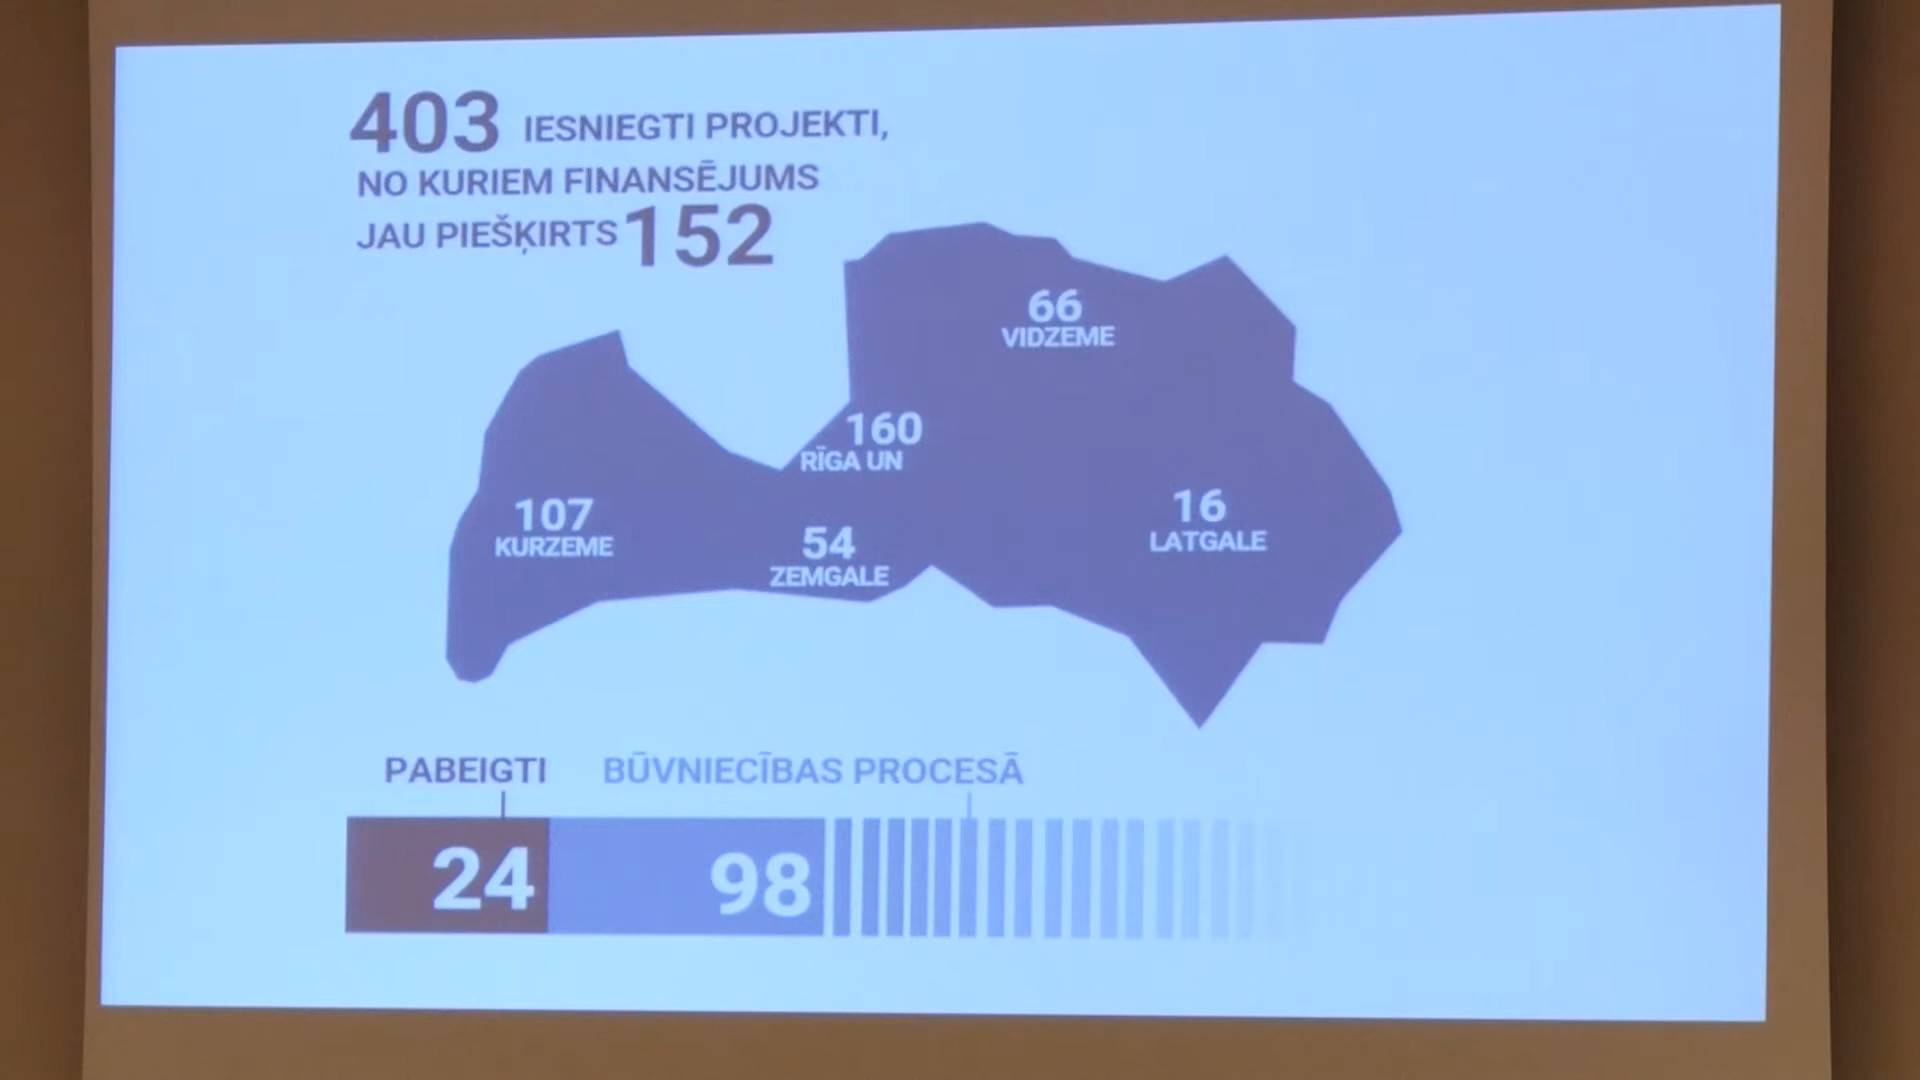 403 IESNIEGTI PROJEKTI,
NO KURIEM FINANSĒJUMS
JAU PIEŠĶIRTS 152
66
VIDZEME
160
RĪGA UN
107
KURZEME
54
ZEMGALE
16
LATGALE
PABEIGTI BŪVNIECĪBAS PROCESĀ
24 98